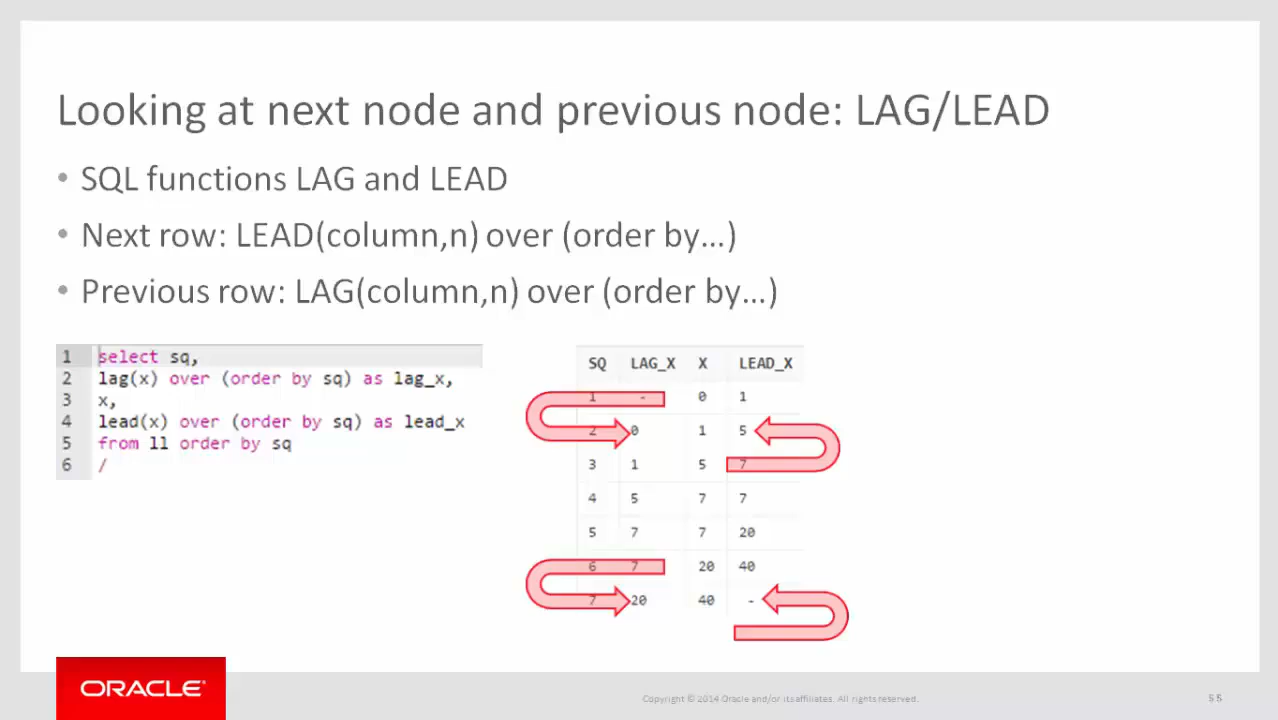 Looking at next node and previous node: LAG/LEAD
• SQL functions LAG and LEAD
• Next row: LEAD(column,n) over (order by…)
• Previous row: LAG(column,n) over (order by…)
1 select sq,
2 lag(x) over (order by sq) as lag_x,
3 x,
4 lead(x) over (order by sq) as lead_x
5 from ll order by sq
6 /
SQ LAG_X X LEAD_X
1 - 0 1
2 0 1 5
3 1 5 7
4 5 7 7
5 7 7 20
6 7 20 40
7 20 40 -
ORACLE®
Copyright © 2014 Oracle and/or its affiliates. All rights reserved.
55